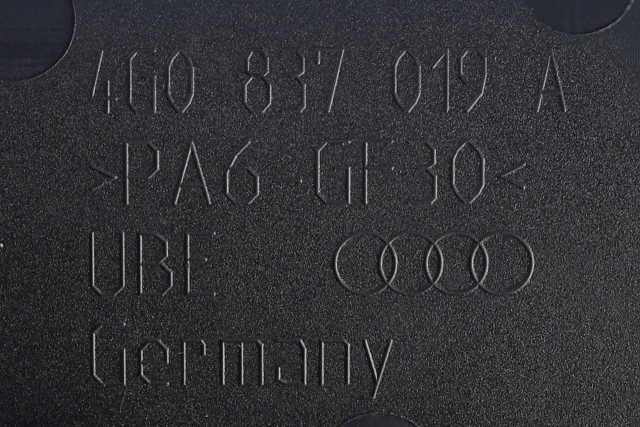 4G0 837 019 A
>PA6 GF30<
UBE
Germany